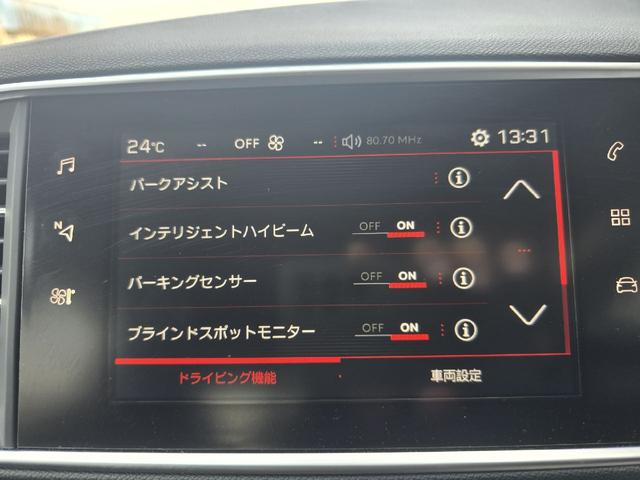 24°C -- OFF -- 80.70 MHz 13:31
パークアシスト
インテリジェントハイビーム OFF ON
パーキングセンサー OFF ON
ブラインドスポットモニター OFF ON
ドライビング機能 車両設定
N